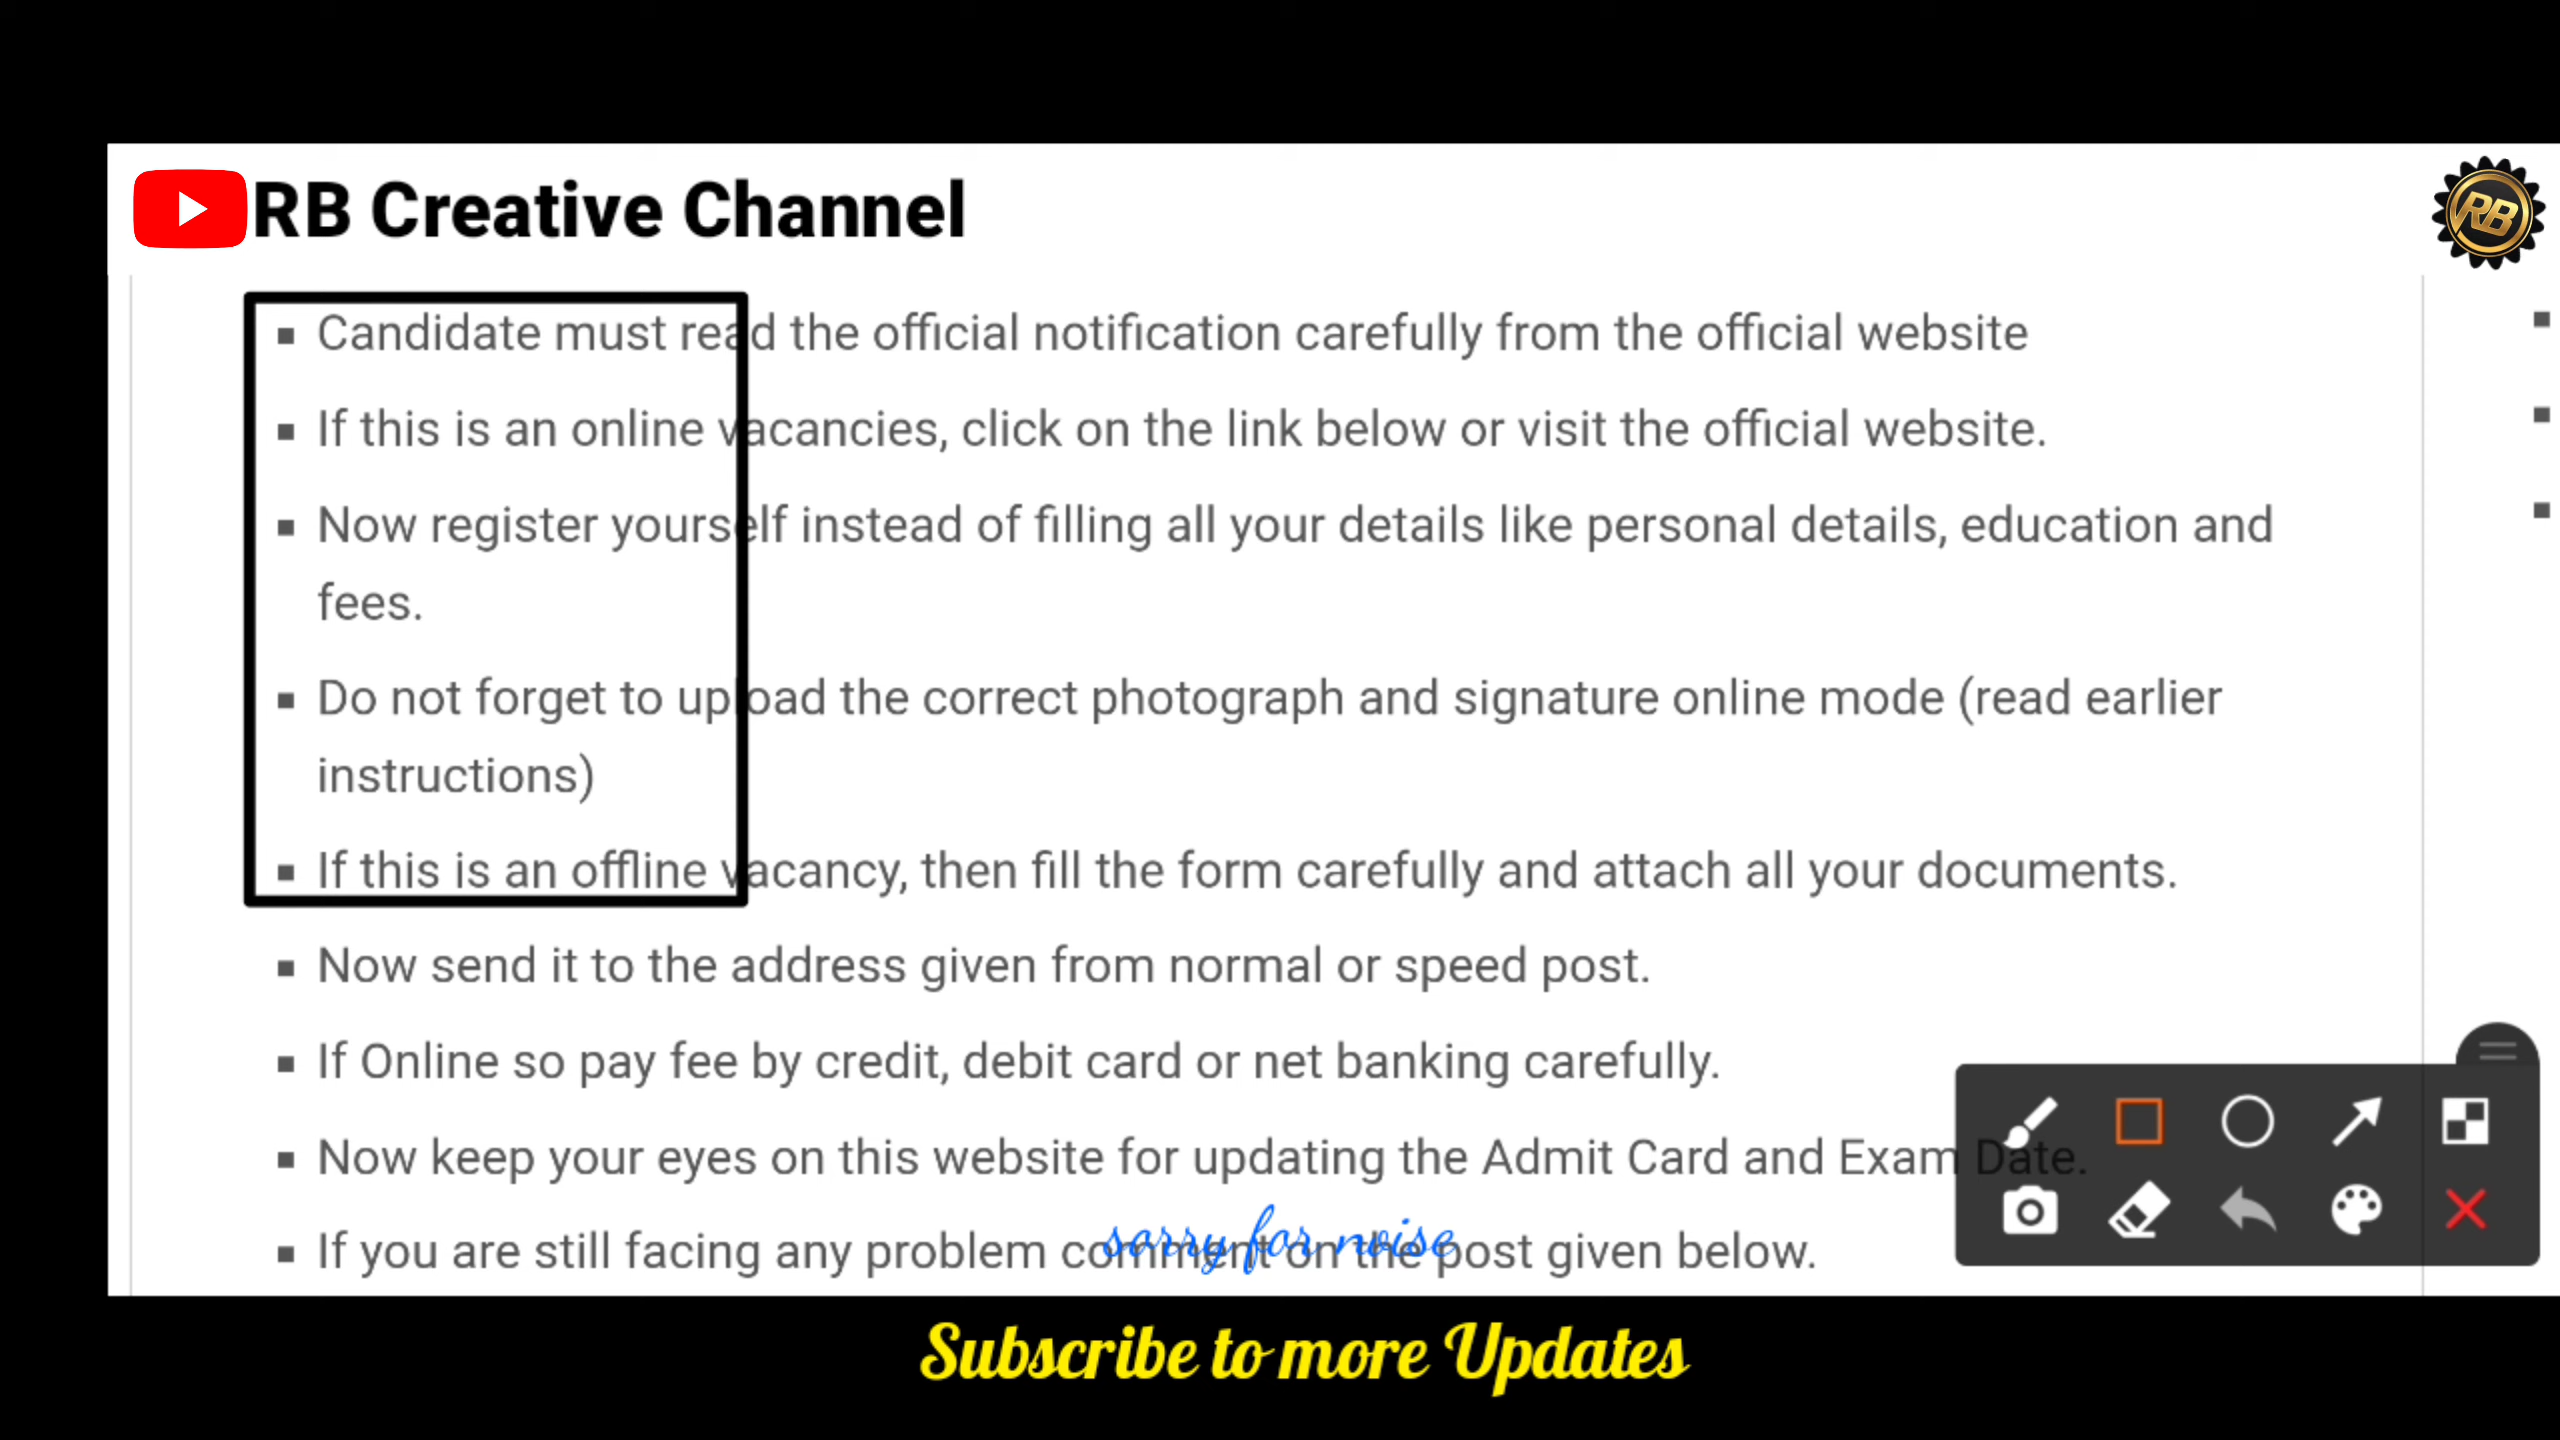 RB Creative Channel
RB
Candidate must read the official notification carefully from the official website
If this is an online vacancies, click on the link below or visit the official website.
Now register yourself instead of filling all your details like personal details, education and
fees.
Do not forget to upload the correct photograph and signature online mode (read earlier
instructions)
If this is an offline vacancy, then fill the form carefully and attach all your documents.
Now send it to the address given from normal or speed post.
If Online so pay fee by credit, debit card or net banking carefully.
Now keep your eyes on this website for updating the Admit Card and Exam Date.
If you are still facing any problem comment on the post given below.
sorry for noise
Subscribe to more Updates